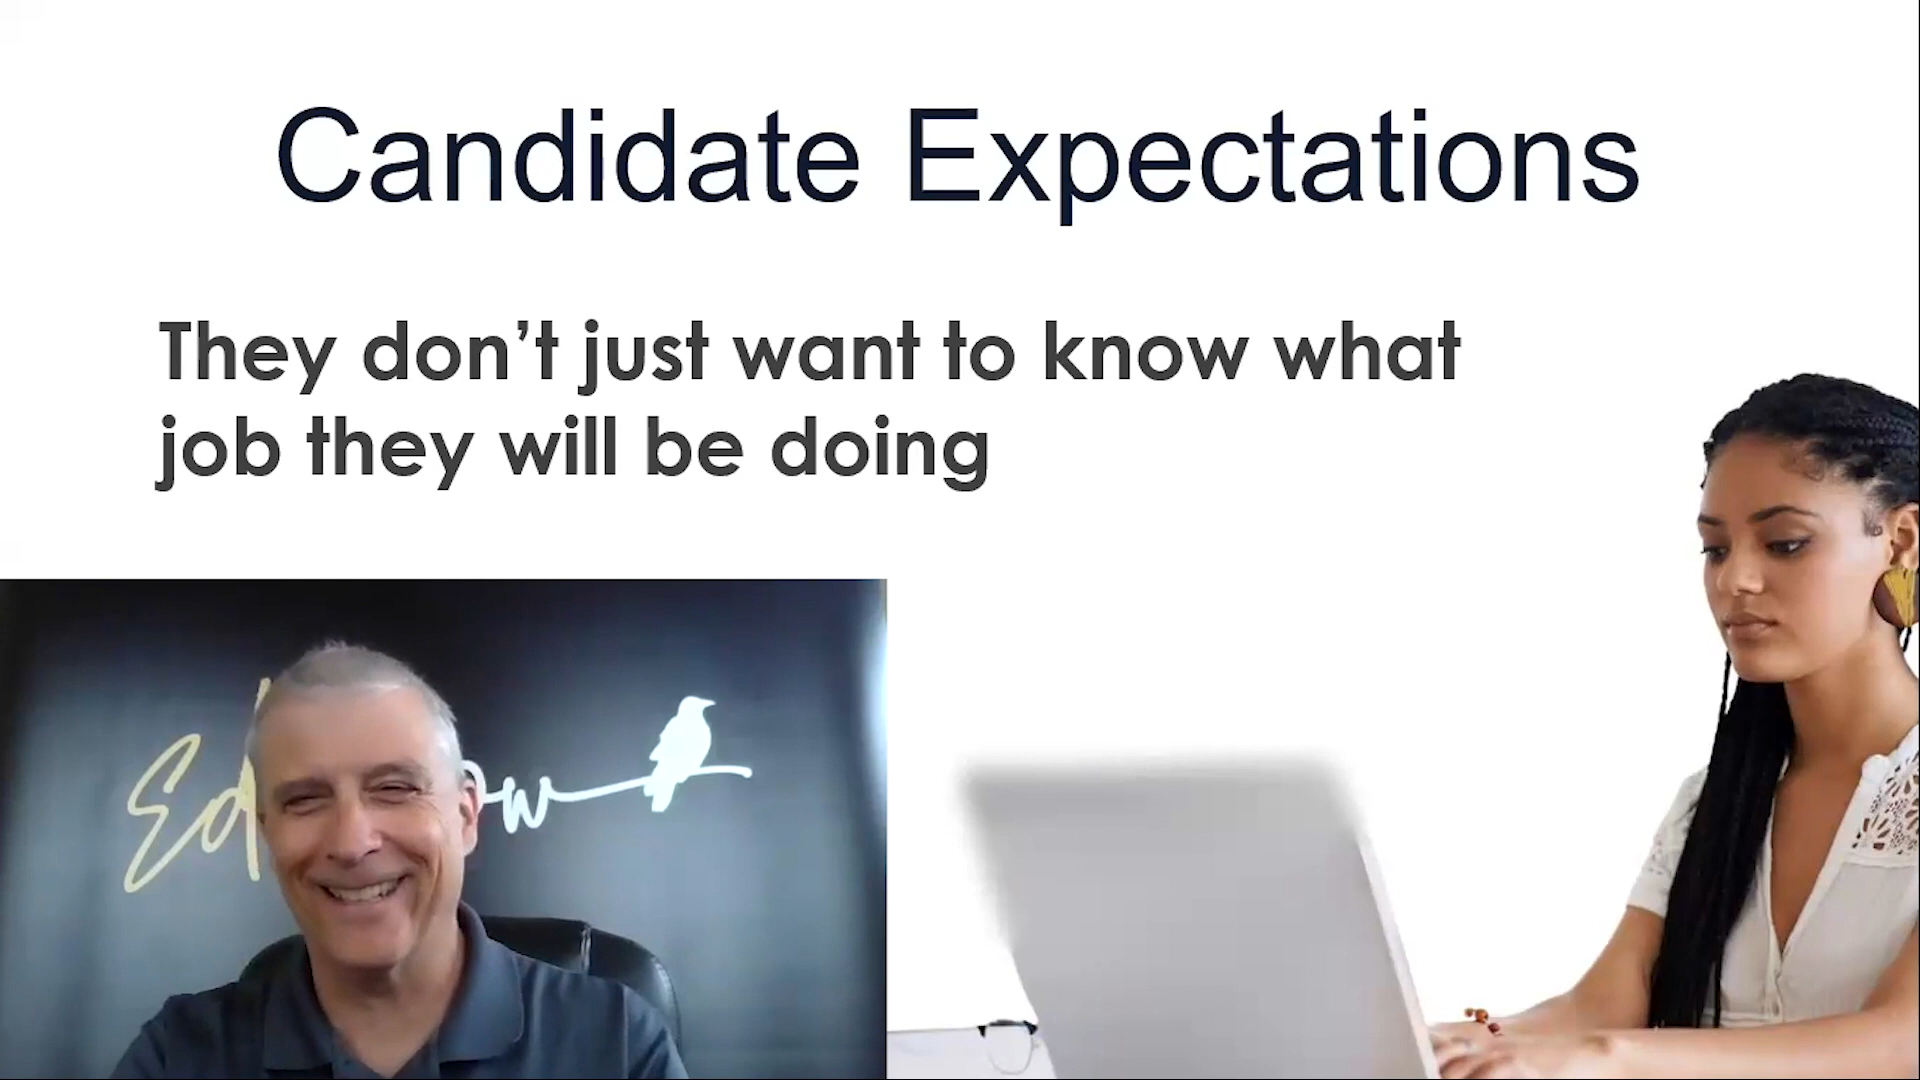 Candidate Expectations
They don’t just want to know what
job they will be doing